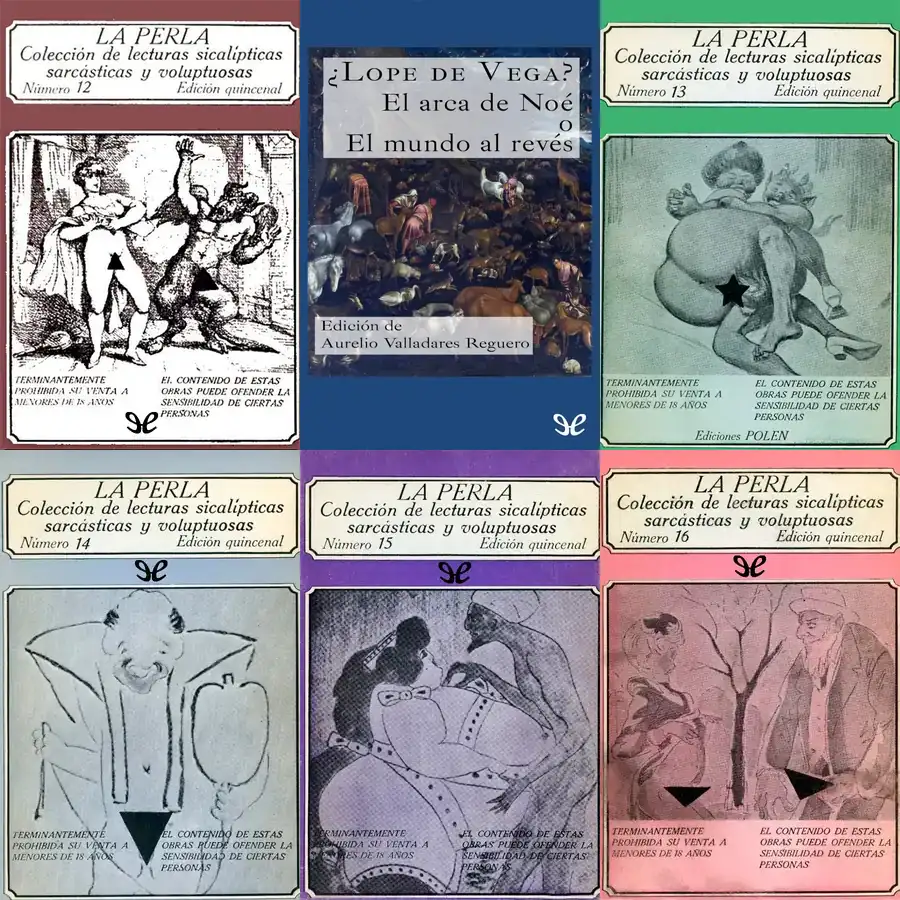 LA PERLA
Colección de lecturas sicalípticas
sarcásticas y voluptuosas
Número 12 Edición quincenal
TERMINANTEMENTE
PROHIBIDA SU VENTA A
MENORES DE 18 AÑOS
EL CONTENIDO DE ESTAS
OBRAS PUEDE OFENDER LA
SENSIBILIDAD DE CIERTAS
PERSONAS
¿LOPE DE VEGA?
El arca de Noé
o
El mundo al revés
Edición de
Aurelio Valladares Reguero
LA PERLA
Colección de lecturas sicalípticas
sarcásticas y voluptuosas
Número 13 Edición quincenal
TERMINANTEMENTE
PROHIBIDA SU VENTA A
MENORES DE 18 AÑOS
EL CONTENIDO DE ESTAS
OBRAS PUEDE OFENDER LA
SENSIBILIDAD DE CIERTAS
PERSONAS
Ediciones POLEN
LA PERLA
Colección de lecturas sicalípticas
sarcásticas y voluptuosas
Número 14 Edición quincenal
TERMINANTEMENTE
PROHIBIDA SU VENTA A
MENORES DE 18 AÑOS
EL CONTENIDO DE ESTAS
OBRAS PUEDE OFENDER LA
SENSIBILIDAD DE CIERTAS
PERSONAS
LA PERLA
Colección de lecturas sicalípticas
sarcásticas y voluptuosas
Número 15 Edición quincenal
TERMINANTEMENTE
PROHIBIDA SU VENTA A
MENORES DE 18 AÑOS
EL CONTENIDO DE ESTAS
OBRAS PUEDE OFENDER LA
SENSIBILIDAD DE CIERTAS
PERSONAS
LA PERLA
Colección de lecturas sicalípticas
sarcásticas y voluptuosas
Número 16 Edición quincenal
TERMINANTEMENTE
PROHIBIDA SU VENTA A
MENORES DE 18 AÑOS
EL CONTENIDO DE ESTAS
OBRAS PUEDE OFENDER LA
SENSIBILIDAD DE CIERTAS
PERSONAS